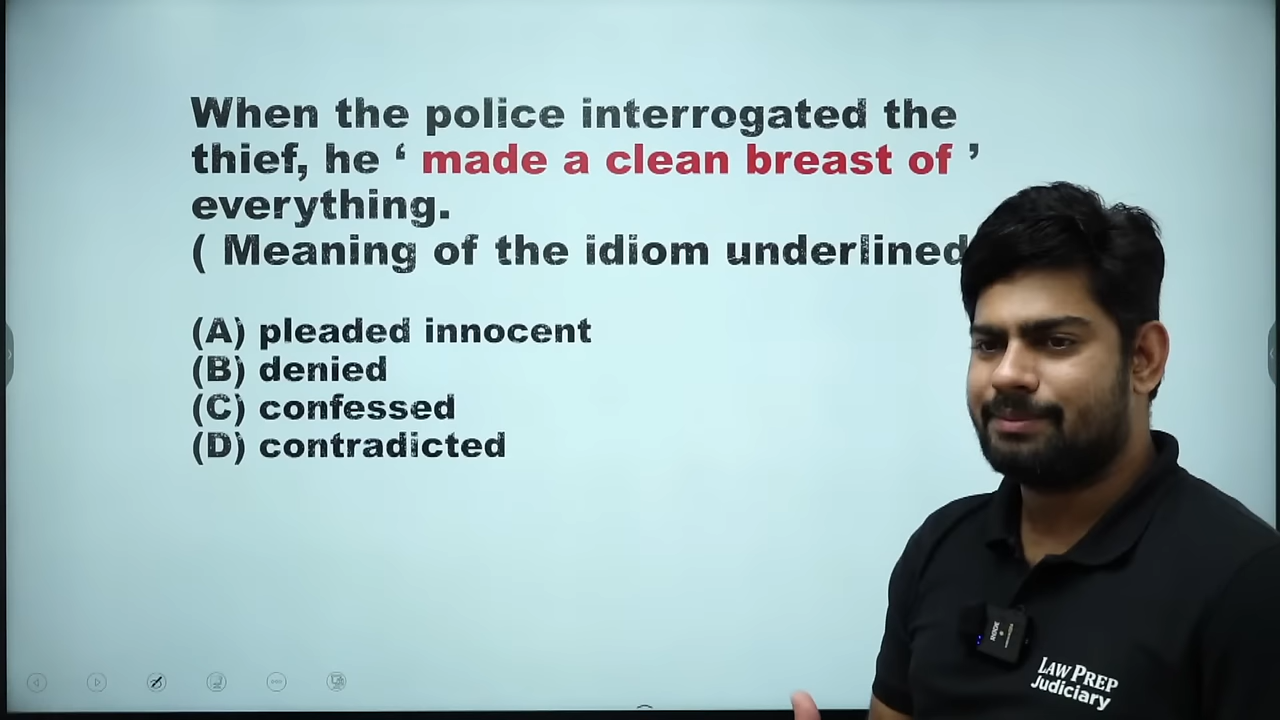 When the police interrogated the
thief, he ‘ made a clean breast of ’
everything.
( Meaning of the idiom underlined
(A) pleaded innocent
(B) denied
(C) confessed
(D) contradicted
RODE
LAW PREP
Judiciary